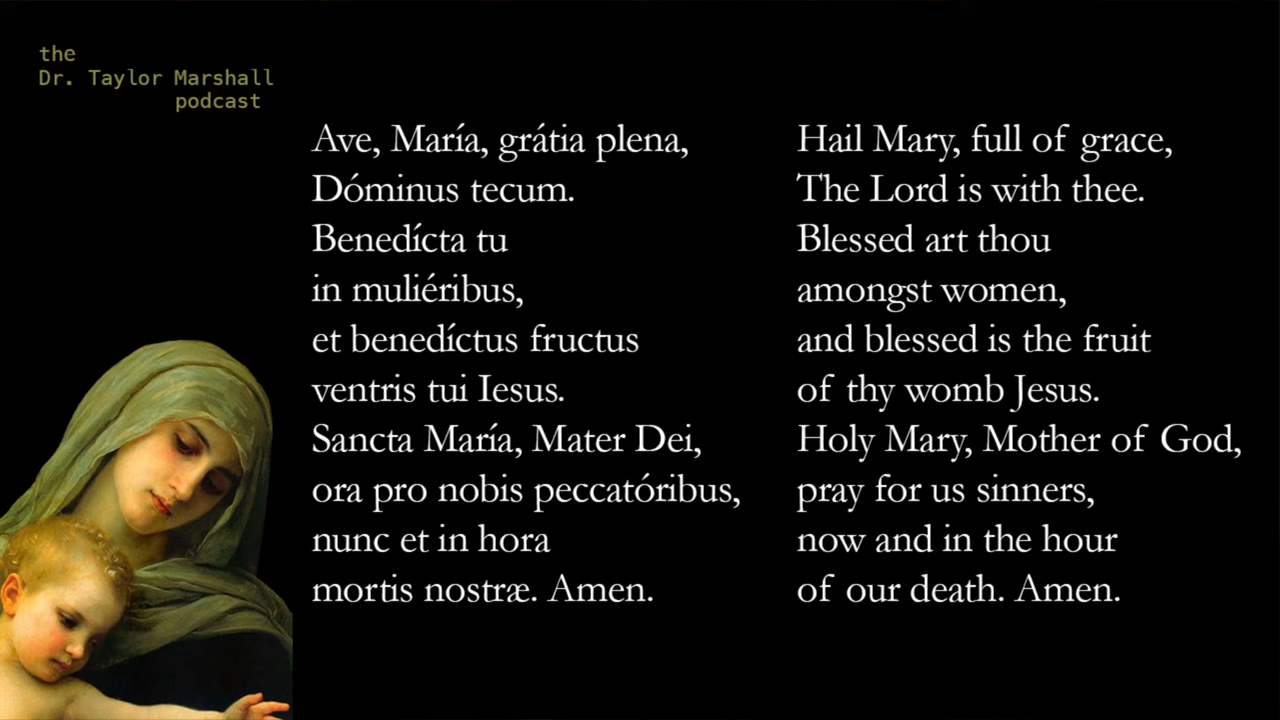 the
Dr. Taylor Marshall
podcast
Ave, María, grátia plena,
Dóminus tecum.
Benedícta tu
in muliéribus,
et benedíctus fructus
ventris tui Iesus.
Sancta María, Mater Dei,
ora pro nobis peccatóribus,
nunc et in hora
mortis nostræ. Amen.
Hail Mary, full of grace,
The Lord is with thee.
Blessed art thou
amongst women,
and blessed is the fruit
of thy womb Jesus.
Holy Mary, Mother of God,
pray for us sinners,
now and in the hour
of our death. Amen.